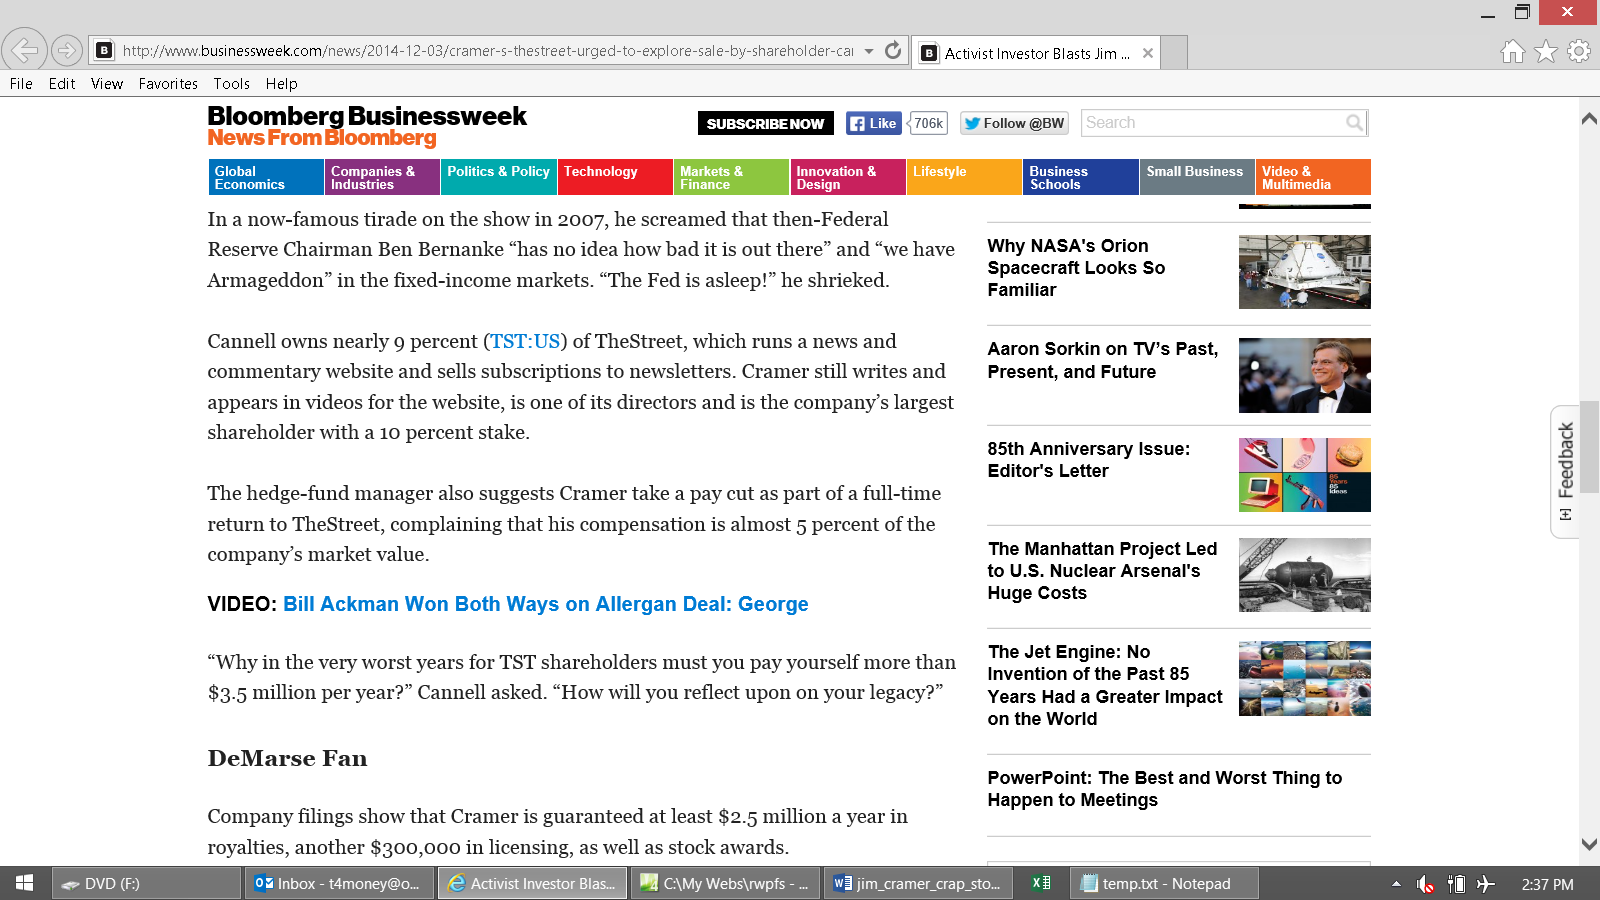 http://www.businessweek.com/news/2014-12-03/cramer-s-thestreet-urged-to-explore-sale-by-shareholder-car
Activist Investor Blasts Jim ...
File Edit View Favorites Tools Help
Bloomberg Businessweek
News From Bloomberg
SUBSCRIBE NOW
Like 706k
Follow @BW
Search
Global Economics
Companies & Industries
Politics & Policy
Technology
Markets & Finance
Innovation & Design
Lifestyle
Business Schools
Small Business
Video & Multimedia
In a now-famous tirade on the show in 2007, he screamed that then-Federal
Reserve Chairman Ben Bernanke “has no idea how bad it is out there” and “we have
Armageddon” in the fixed-income markets. “The Fed is asleep!” he shrieked.
Cannell owns nearly 9 percent (TST:US) of TheStreet, which runs a news and
commentary website and sells subscriptions to newsletters. Cramer still writes and
appears in videos for the website, is one of its directors and is the company’s largest
shareholder with a 10 percent stake.
The hedge-fund manager also suggests Cramer take a pay cut as part of a full-time
return to TheStreet, complaining that his compensation is almost 5 percent of the
company’s market value.
VIDEO: Bill Ackman Won Both Ways on Allergan Deal: George
“Why in the very worst years for TST shareholders must you pay yourself more than
$3.5 million per year?” Cannell asked. “How will you reflect upon on your legacy?”
DeMarse Fan
Company filings show that Cramer is guaranteed at least $2.5 million a year in
royalties, another $300,000 in licensing, as well as stock awards.
Why NASA's Orion
Spacecraft Looks So
Familiar
Aaron Sorkin on TV’s Past,
Present, and Future
85th Anniversary Issue:
Editor's Letter
85
Years
85
Ideas
The Manhattan Project Led
to U.S. Nuclear Arsenal's
Huge Costs
The Jet Engine: No
Invention of the Past 85
Years Had a Greater Impact
on the World
PowerPoint: The Best and Worst Thing to
Happen to Meetings
[+] Feedback
DVD (F:)
Inbox - t4money@o...
Activist Investor Blas...
C:\My Webs\rwpfs - ...
jim_cramer_crap_sto...
temp.txt - Notepad
2:37 PM